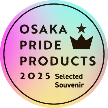 OSAKA
PRIDE
PRODUCTS
2025 Selected
Souvenir